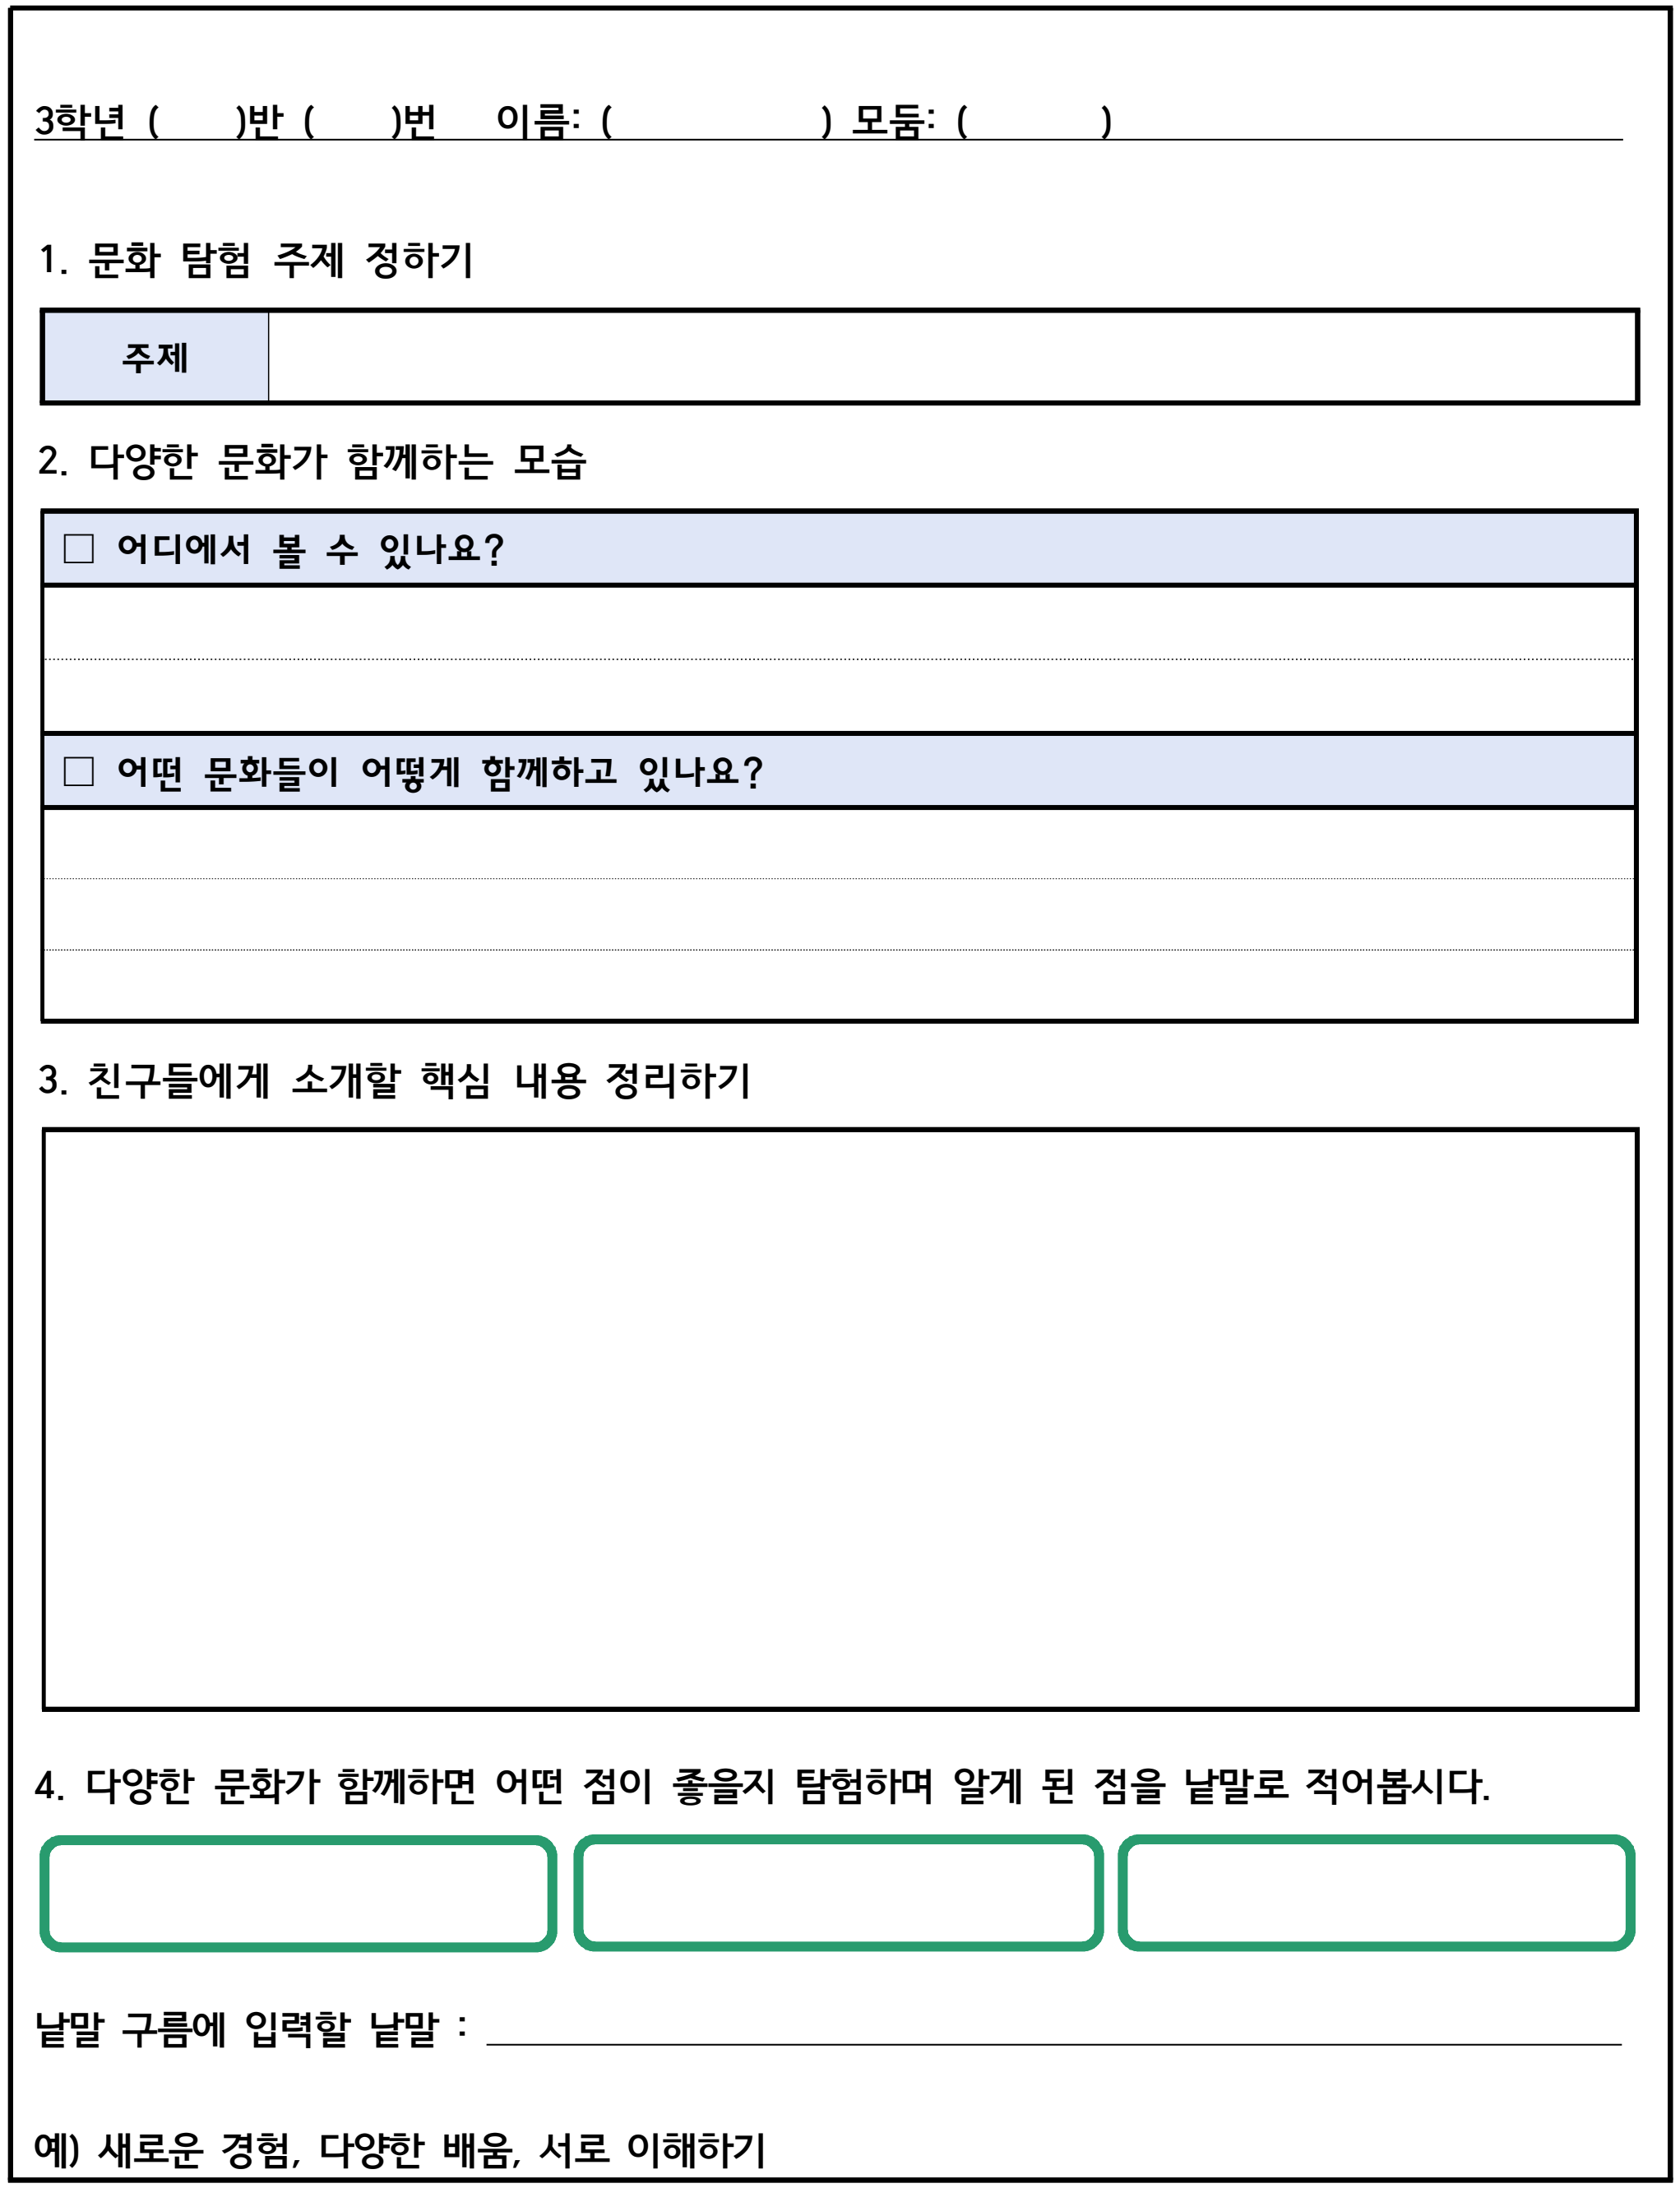 3학년 (    )반 (    )번   이름: (          ) 모둠: (      )
1. 문화 탐험 주제 정하기
주제
2. 다양한 문화가 함께하는 모습
□ 어디에서 볼 수 있나요?
□ 어떤 문화들이 어떻게 함께하고 있나요?
3. 친구들에게 소개할 핵심 내용 정리하기
4. 다양한 문화가 함께하면 어떤 점이 좋을지 탐험하며 알게 된 점을 낱말로 적어봅시다.
낱말 구름에 입력할 낱말 :
예) 새로운 경험, 다양한 배움, 서로 이해하기